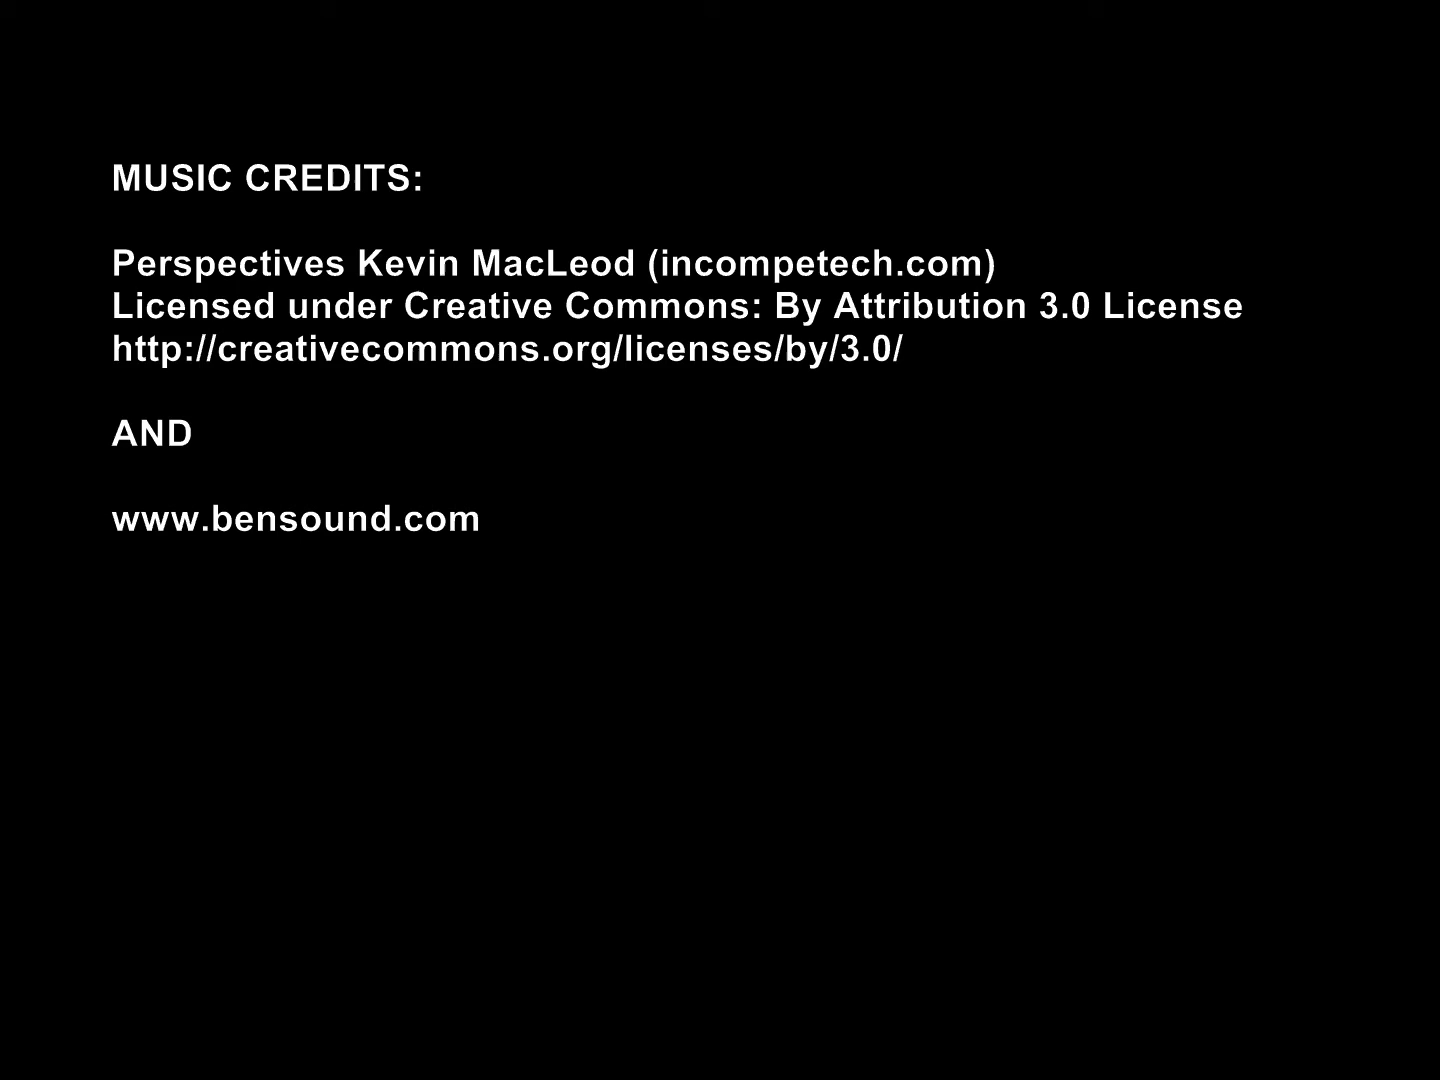 MUSIC CREDITS:
Perspectives Kevin MacLeod (incompetech.com)
Licensed under Creative Commons: By Attribution 3.0 License
http://creativecommons.org/licenses/by/3.0/
AND
www.bensound.com